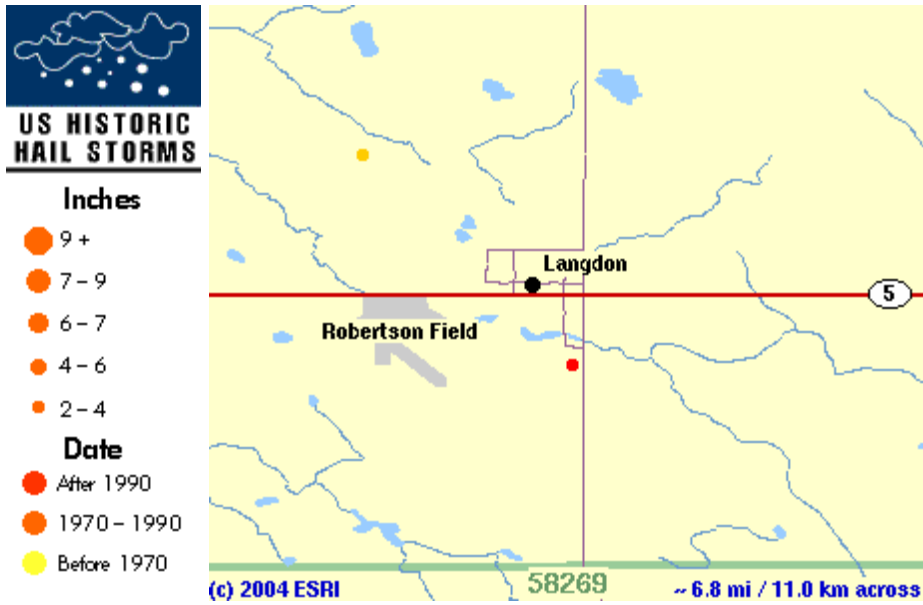 US HISTORIC
HAIL STORMS
Inches
9 +
7 – 9
6 – 7
4 – 6
2 – 4
Date
After 1990
1970 – 1990
Before 1970
Langdon
5
Robertson Field
(c) 2004 ESRI
58269
~ 6.8 mi / 11.0 km across